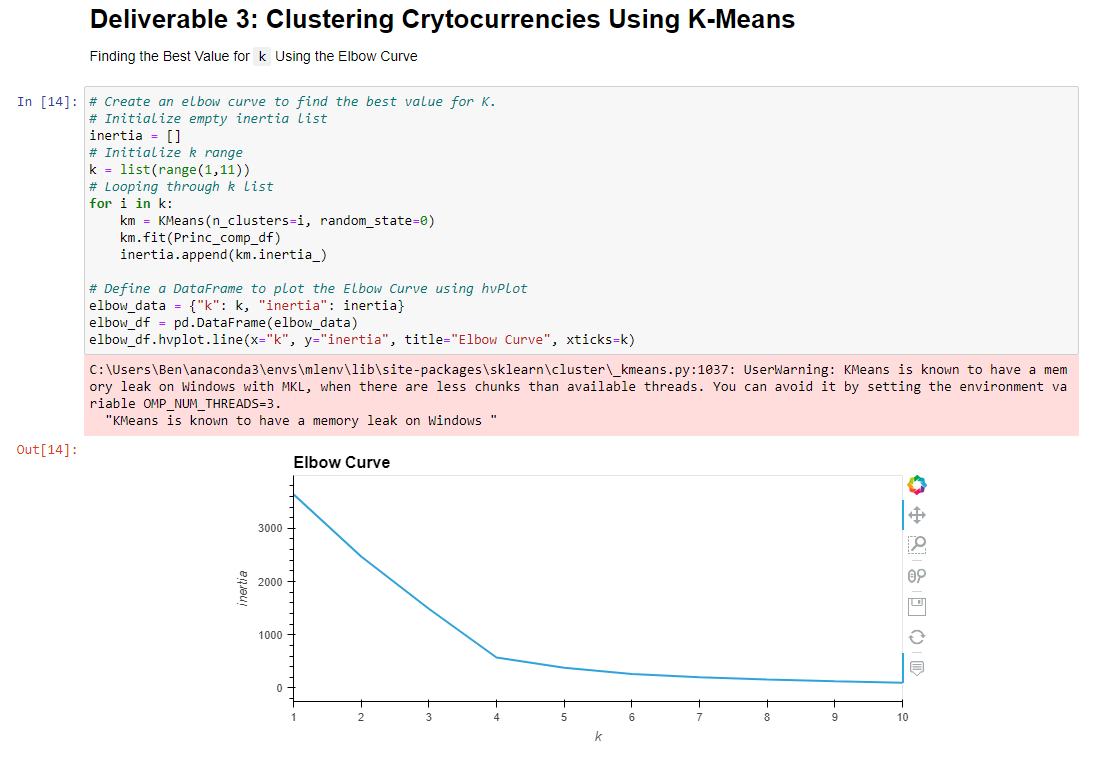 Deliverable 3: Clustering Crytocurrencies Using K-Means
Finding the Best Value for k Using the Elbow Curve
In [14]:
# Create an elbow curve to find the best value for K.
# Initialize empty inertia list
inertia = []
# Initialize k range
k = list(range(1,11))
# Looping through k list
for i in k:
    km = KMeans(n_clusters=i, random_state=0)
    km.fit(Princ_comp_df)
    inertia.append(km.inertia_)
# Define a DataFrame to plot the Elbow Curve using hvPlot
elbow_data = {"k": k, "inertia": inertia}
elbow_df = pd.DataFrame(elbow_data)
elbow_df.hvplot.line(x="k", y="inertia", title="Elbow Curve", xticks=k)
C:\Users\Ben\anaconda3\envs\mlenv\lib\site-packages\sklearn\cluster\_kmeans.py:1037: UserWarning: KMeans is known to have a mem
ory leak on Windows with MKL, when there are less chunks than available threads. You can avoid it by setting the environment va
riable OMP_NUM_THREADS=3.
  "KMeans is known to have a memory leak on Windows "
Out[14]:
Elbow Curve
3000
2000
1000
0
inertia
1 2 3 4 5 6 7 8 9 10
k